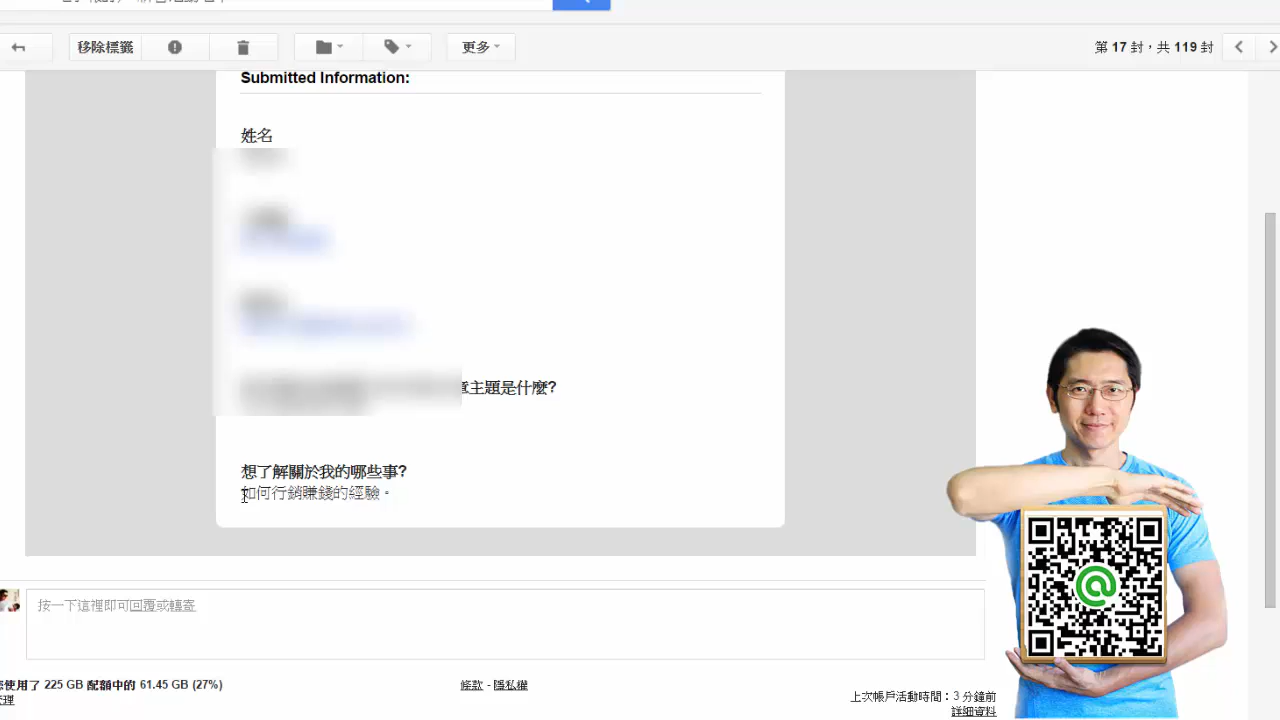 移除標籤
更多
第 17 封，共 119 封
Submitted Information:
姓名
主題是什麼?
想了解關於我的哪些事?
如何行銷賺錢的經驗。
按一下這裡即可回覆或轉寄
使用了 225 GB 配額中的 61.45 GB (27%)
條款 - 隱私權
上次帳戶活動時間：3 分鐘前
詳細資料